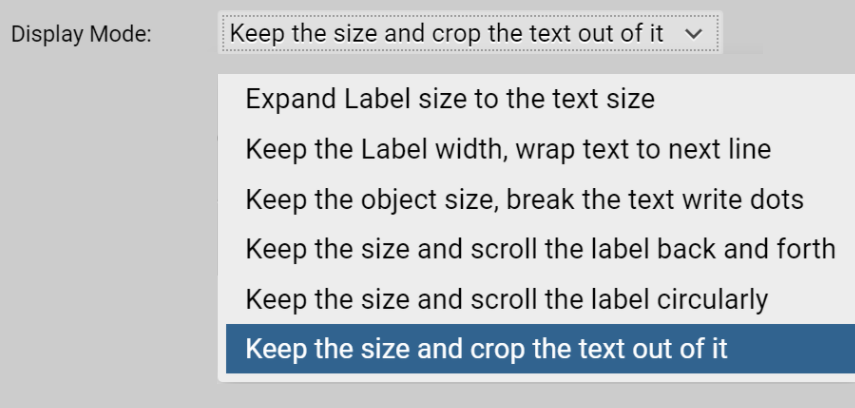 Display Mode: Keep the size and crop the text out of it
Expand Label size to the text size
Keep the Label width, wrap text to next line
Keep the object size, break the text write dots
Keep the size and scroll the label back and forth
Keep the size and scroll the label circularly
Keep the size and crop the text out of it